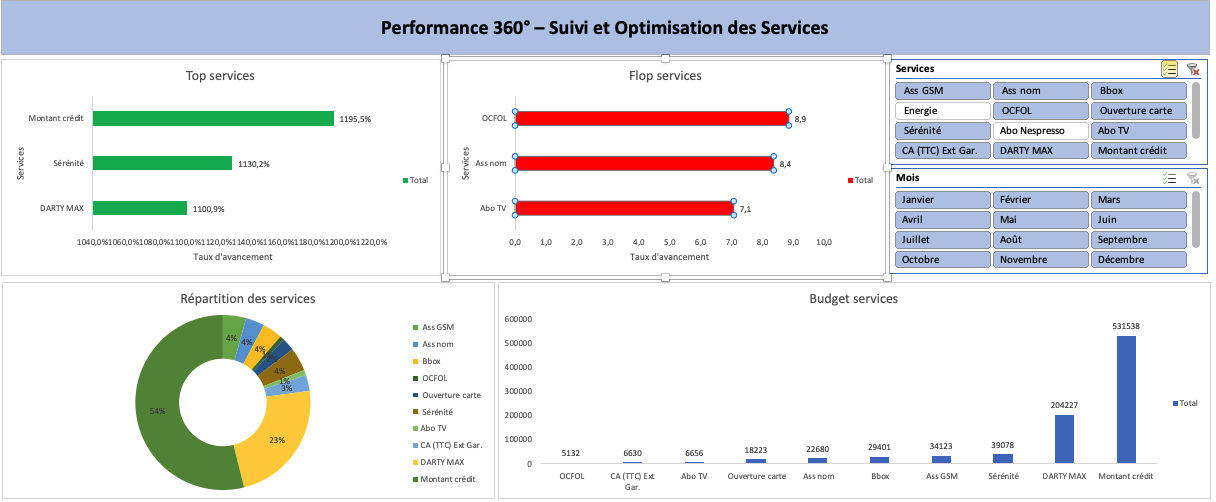 Performance 360° – Suivi et Optimisation des Services
Top services
Services
Montant crédit
1195,5%
Sérénité
1130,2%
DARTY MAX
1100,9%
Total
1040,0%1060,0%1080,0%1100,0%1120,0%1140,0%1160,0%1180,0%1200,0%1220,0%
Taux d'avancement
Flop services
Services
OCFOL
8,9
Ass nom
8,4
Abo TV
7,1
Total
0,0 1,0 2,0 3,0 4,0 5,0 6,0 7,0 8,0 9,0 10,0
Taux d'avancement
Services
Ass GSM Ass nom Bbox
Energie OCFOL Ouverture carte
Sérénité Abo Nespresso Abo TV
CA (TTC) Ext Gar. DARTY MAX Montant crédit
Mois
Janvier Février Mars
Avril Mai Juin
Juillet Août Septembre
Octobre Novembre Décembre
Répartition des services
4%
4%
4%
4%
1%
3%
23%
54%
Ass GSM
Ass nom
Bbox
OCFOL
Ouverture carte
Sérénité
Abo TV
CA (TTC) Ext Gar.
DARTY MAX
Montant crédit
Budget services
600000
500000
400000
300000
200000
100000
0
5132 6630 6656 18223 22680 29401 34123 39078 204227 531538
OCFOL CA (TTC) Ext Abo TV Ouverture carte Ass nom Bbox Ass GSM Sérénité DARTY MAX Montant crédit
Gar.
Total